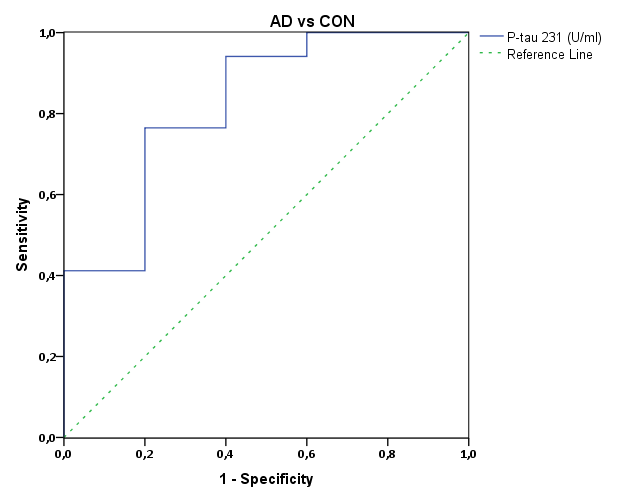 AD vs CON
P-tau 231 (U/ml)
Reference Line
1,0
0,8
0,6
0,4
0,2
0,0
Sensitivity
0,0 0,2 0,4 0,6 0,8 1,0
1 - Specificity